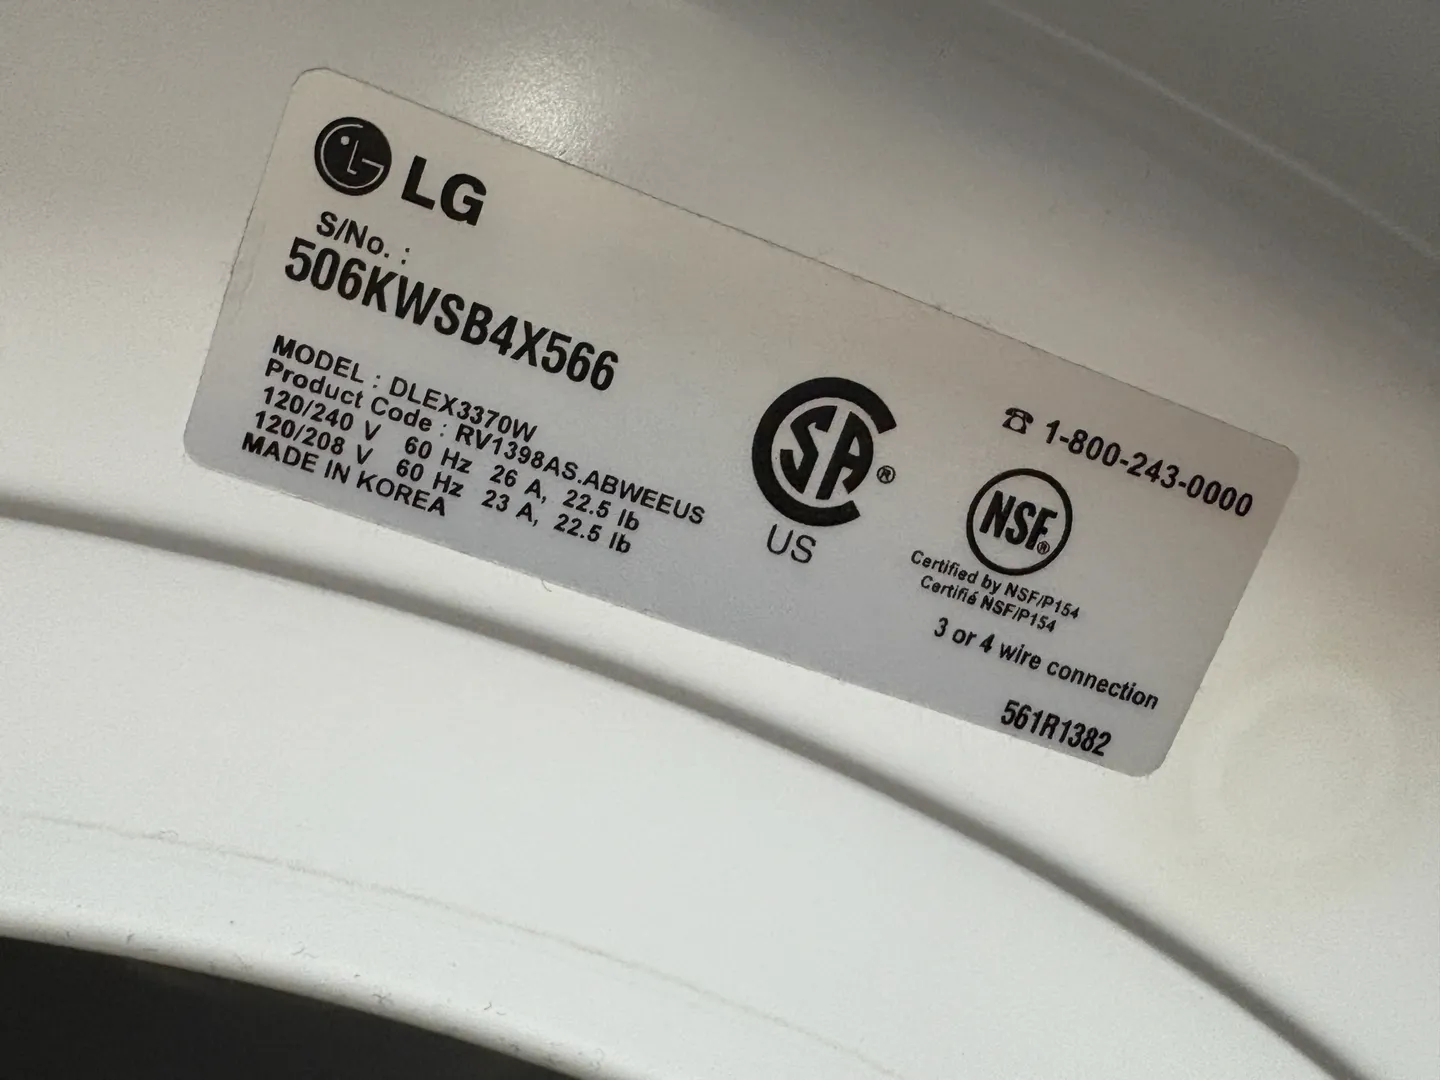 LG
S/No. :
506KWSB4X566
MODEL : DLEX3370W
Product Code : RV1398AS.ABWEEUS
120/240 V 60 Hz 26 A, 22.5 lb
120/208 V 60 Hz 23 A, 22.5 lb
MADE IN KOREA
SA®
US
☎ 1-800-243-0000
NSF®
Certified by NSF/P154
Certifié NSF/P154
3 or 4 wire connection
561R1382